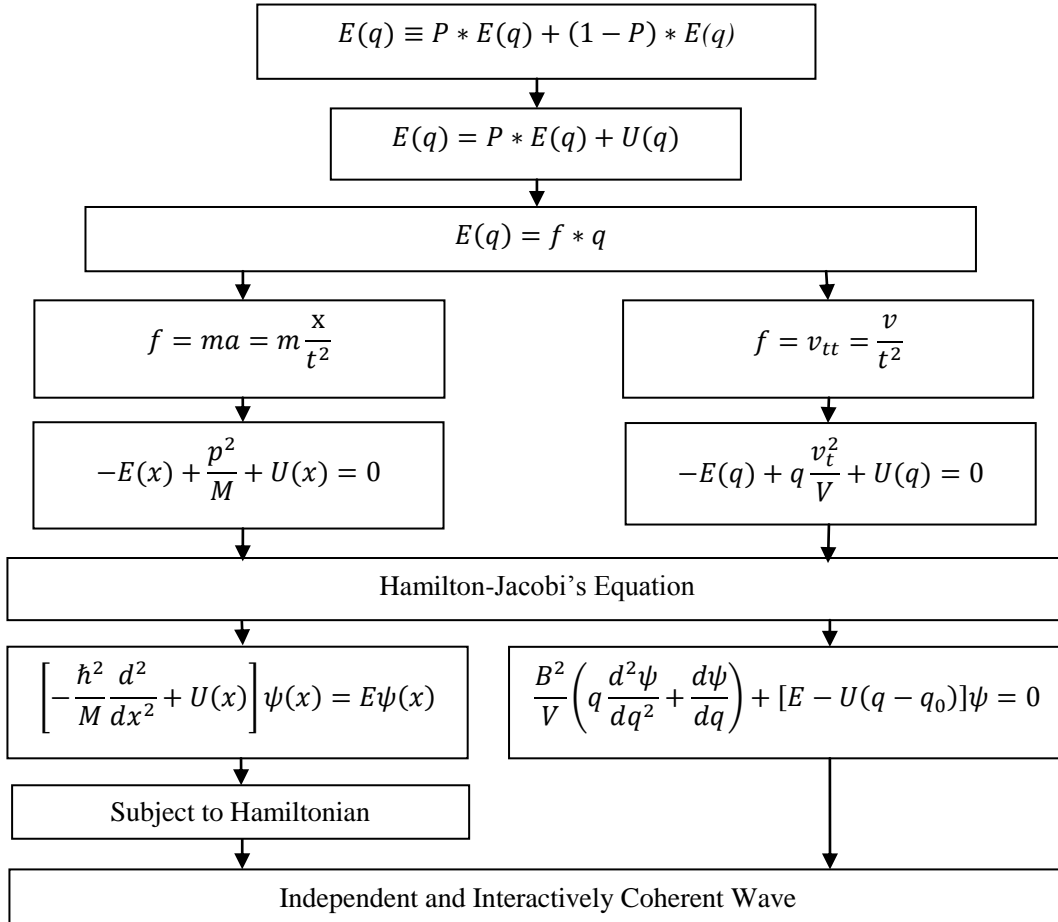 E(q) ≡ P * E(q) + (1 − P) * E(q)
E(q) = P * E(q) + U(q)
E(q) = f * q
f = ma = m x/t²
f = v_tt = v/t²
−E(x) + p²/M + U(x) = 0
−E(q) + q v_t²/V + U(q) = 0
Hamilton-Jacobi’s Equation
[−ℏ²/M d²/dx² + U(x)] ψ(x) = Eψ(x)
B²/V (q d²ψ/dq² + dψ/dq) + [E − U(q − q₀)]ψ = 0
Subject to Hamiltonian
Independent and Interactively Coherent Wave